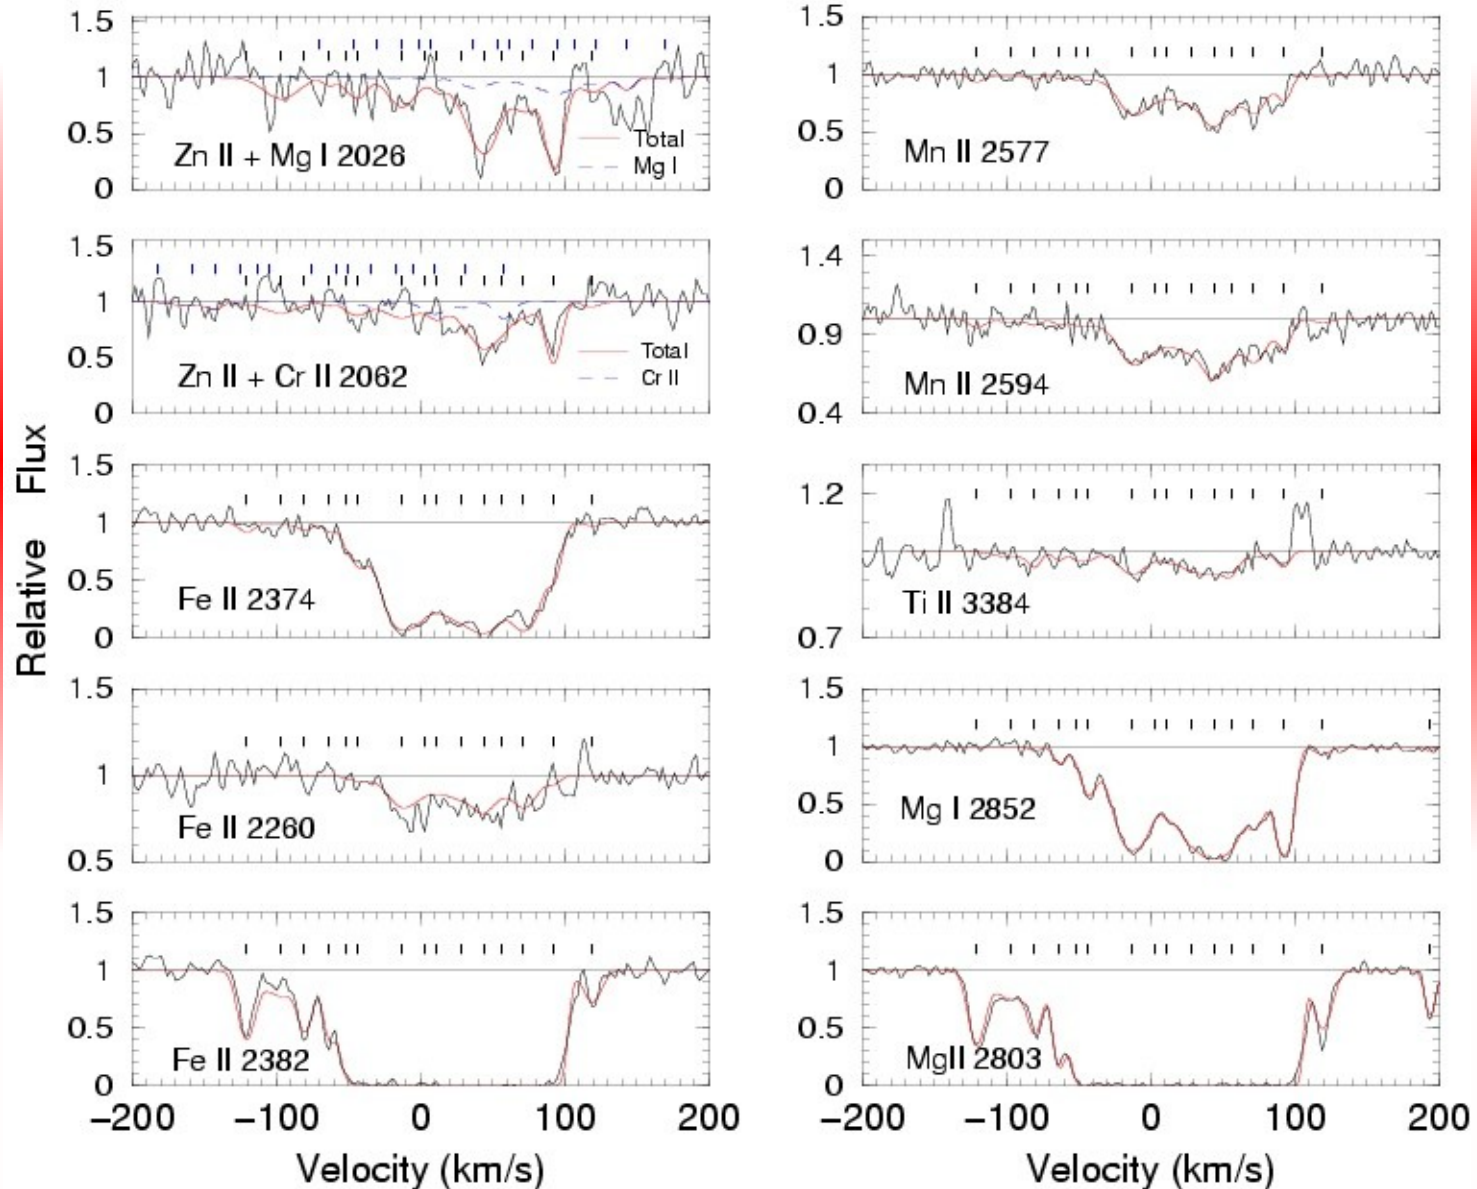 Relative Flux
1.5
1
0.5
0
Zn II + Mg I 2026
Total
Mg I
1.5
1
0.5
0
Zn II + Cr II 2062
Total
Cr II
1.5
1
0.5
0
Fe II 2374
1.5
1
0.5
Fe II 2260
1.5
1
0.5
0
Fe II 2382
−200 −100 0 100 200
Velocity (km/s)
1.5
1
0.5
0
Mn II 2577
1.4
0.9
0.4
Mn II 2594
1.2
0.7
Ti II 3384
1.5
1
0.5
0
Mg I 2852
1.5
1
0.5
0
MgII 2803
−200 −100 0 100 200
Velocity (km/s)